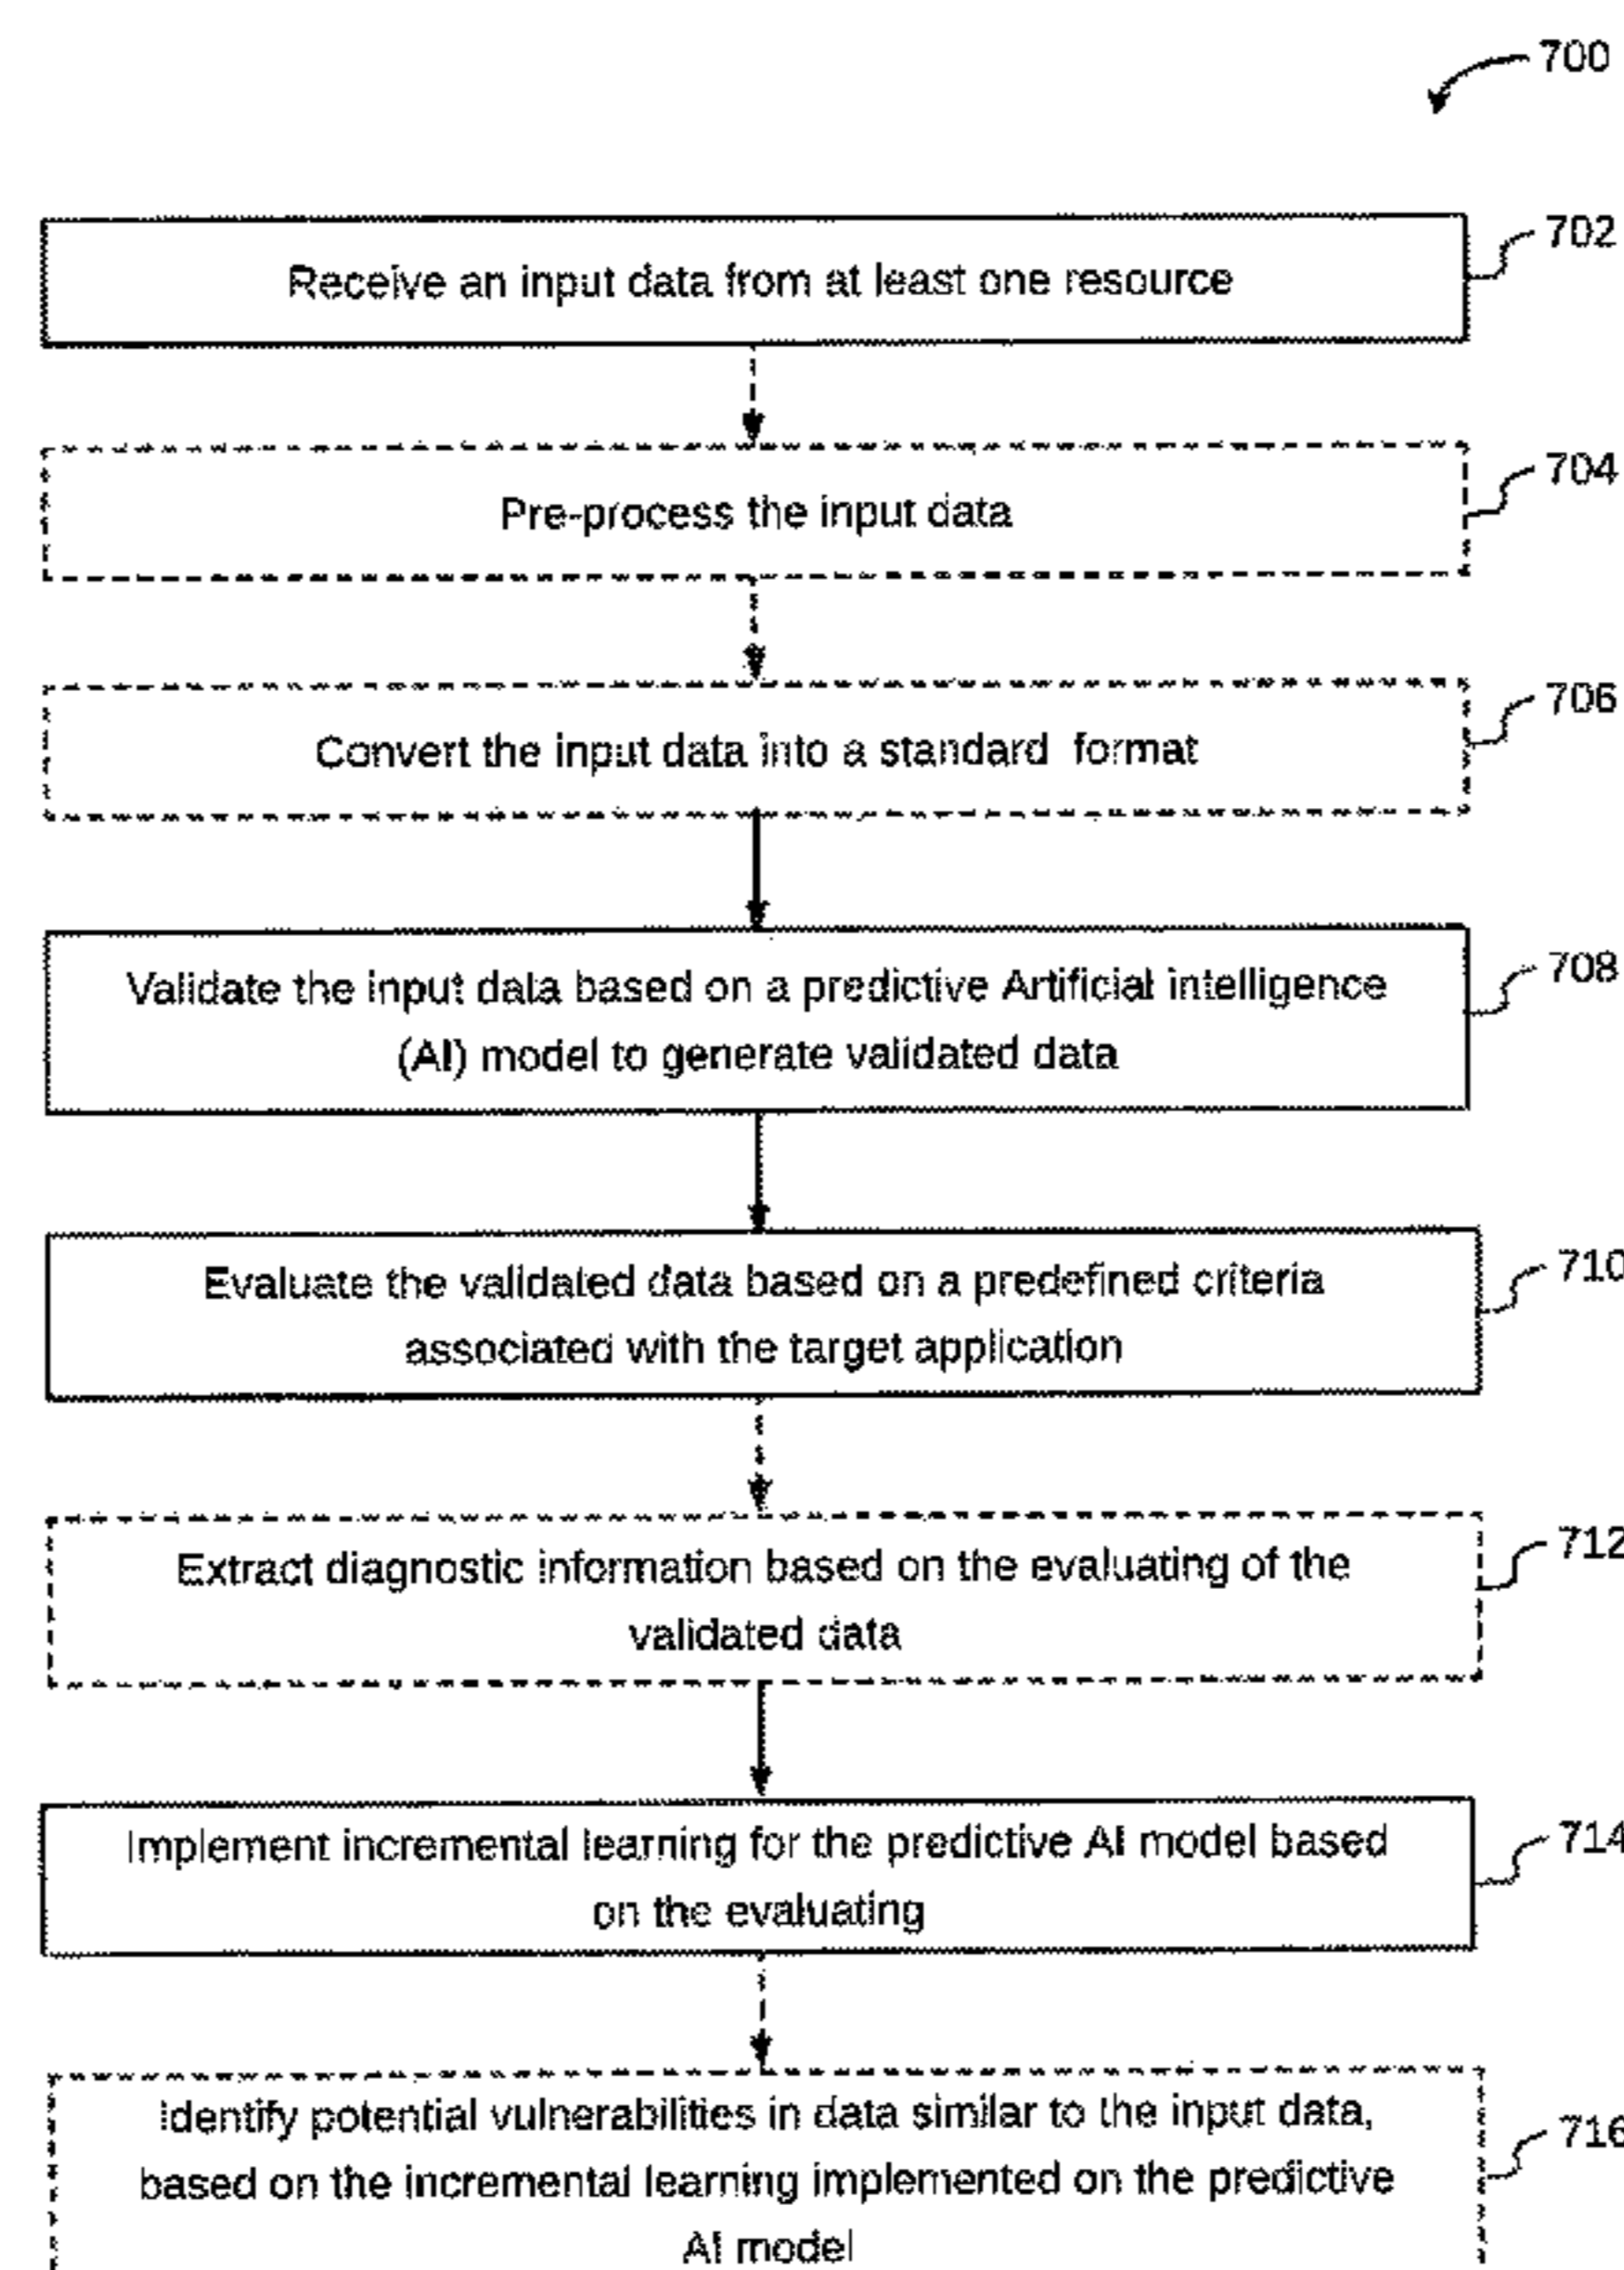 700
Receive an input data from at least one resource
702
Pre-process the input data
704
Convert the input data into a standard format
706
Validate the input data based on a predictive Artificial intelligence
(AI) model to generate validated data
708
Evaluate the validated data based on a predefined criteria
associated with the target application
710
Extract diagnostic information based on the evaluating of the
validated data
712
Implement incremental learning for the predictive AI model based
on the evaluating
714
Identify potential vulnerabilities in data similar to the input data,
based on the incremental learning implemented on the predictive
AI model
716